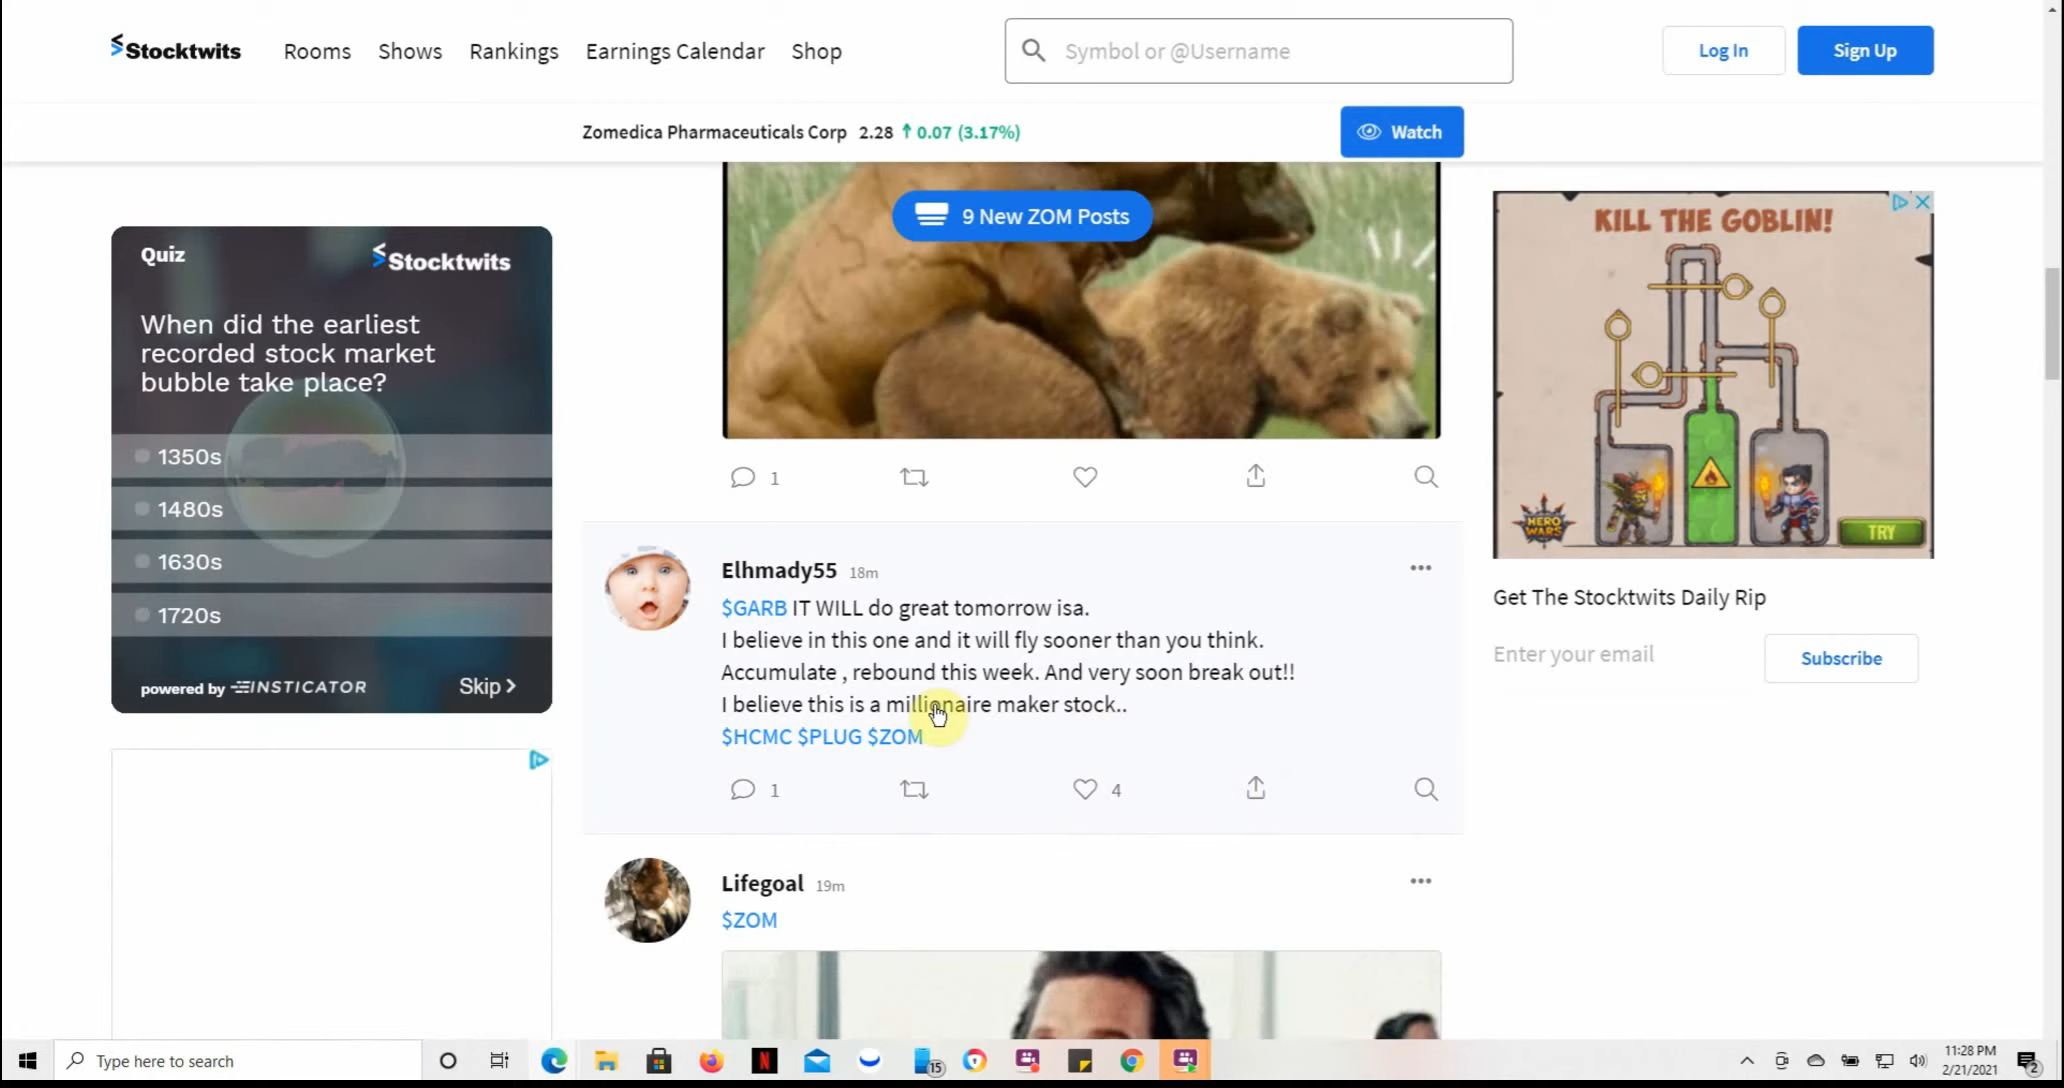 Stocktwits
Rooms
Shows
Rankings
Earnings Calendar
Shop
Symbol or @Username
Log In
Sign Up
Zomedica Pharmaceuticals Corp 2.28 ↑ 0.07 (3.17%)
Watch
9 New ZOM Posts
Quiz
Stocktwits
When did the earliest
recorded stock market
bubble take place?
1350s
1480s
1630s
1720s
powered by INSTICATOR
Skip >
1
Elhmady55 18m
$GARB IT WILL do great tomorrow isa.
I believe in this one and it will fly sooner than you think.
Accumulate , rebound this week. And very soon break out!!
I believe this is a millionaire maker stock..
$HCMC $PLUG $ZOM
1
4
Lifegoal 19m
$ZOM
KILL THE GOBLIN!
HERO
WARS
TRY
Get The Stocktwits Daily Rip
Enter your email
Subscribe
Type here to search
15
11:28 PM
2/21/2021
2